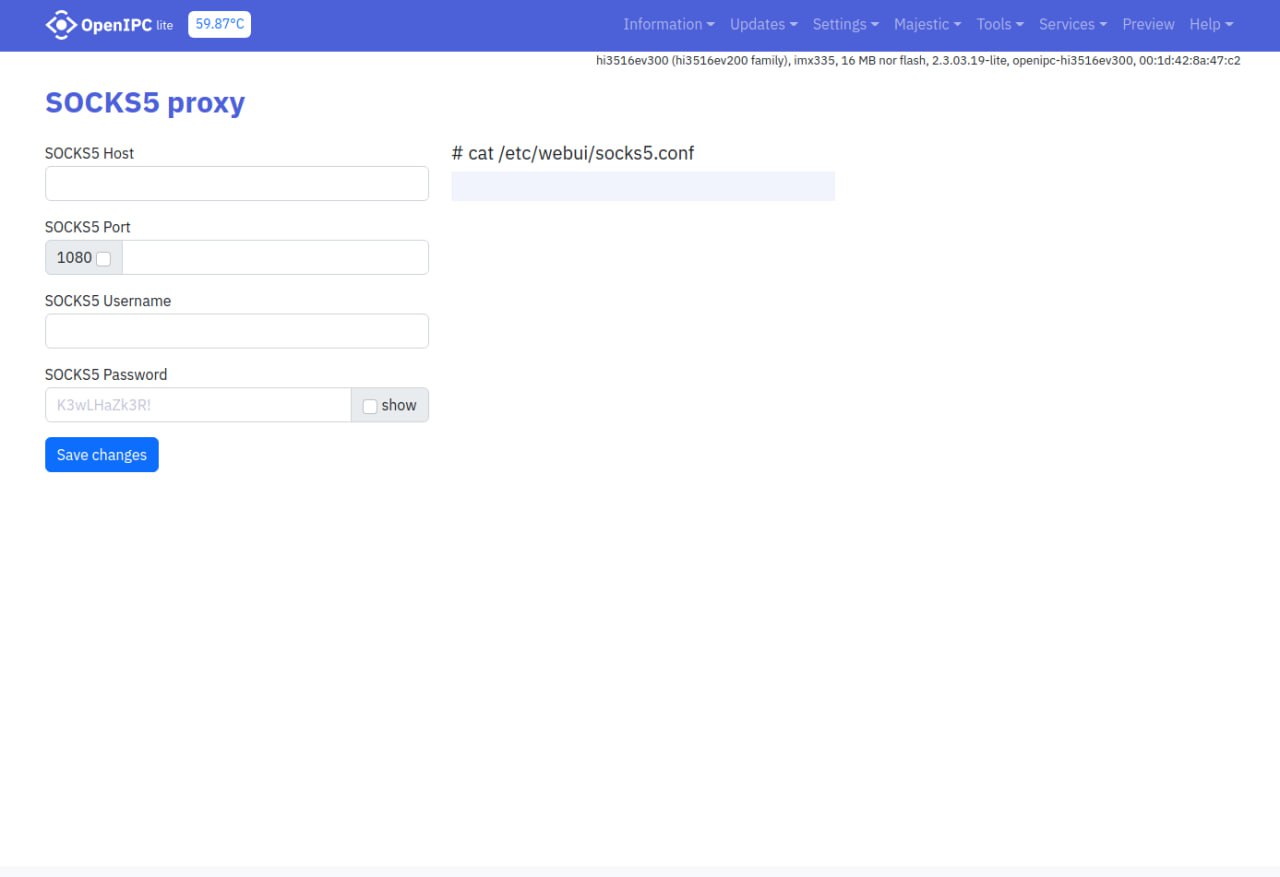 OpenIPC lite 59.87°C Information Updates Settings Majestic Tools Services Preview Help
hi3516ev300 (hi3516ev200 family), imx335, 16 MB nor flash, 2.3.03.19-lite, openipc-hi3516ev300, 00:1d:42:8a:47:c2
SOCKS5 proxy
SOCKS5 Host
SOCKS5 Port
1080
SOCKS5 Username
SOCKS5 Password
K3wLHaZk3R! show
Save changes
# cat /etc/webui/socks5.conf